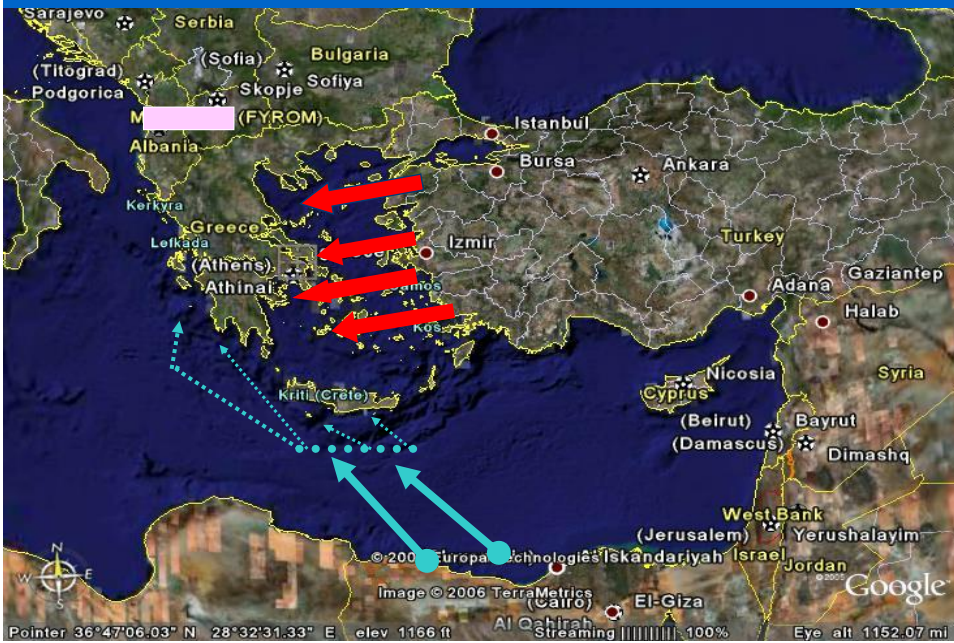 Sarajevo
Serbia
Bulgaria
(Sofia)
Sofiya
(Titograd)
Podgorica
Skopje
M (FYROM)
Albania
Istanbul
Bursa
Ankara
Kerkyra
Greece
Lefkada
(Athens)
Athinai
Izmir
Turkey
Samos
Kos
Gaziantep
Adana
Halab
Kriti (Crete)
Nicosia
Cyprus
Syria
(Beirut) Bayrut
(Damascus)
Dimashq
West Bank
(Jerusalem) Yerushalayim
Israel
Jordan
N
W E
S
Europa Technologies
Iskandariyah
Image © 2006 TerraMetrics
© 2005 Google
(Cairo) El-Giza
Al Qahirah
Pointer 36°47'06.03" N 28°32'31.33" E elev 1166 ft Streaming |||||||||| 100% Eye alt 1152.07 mi